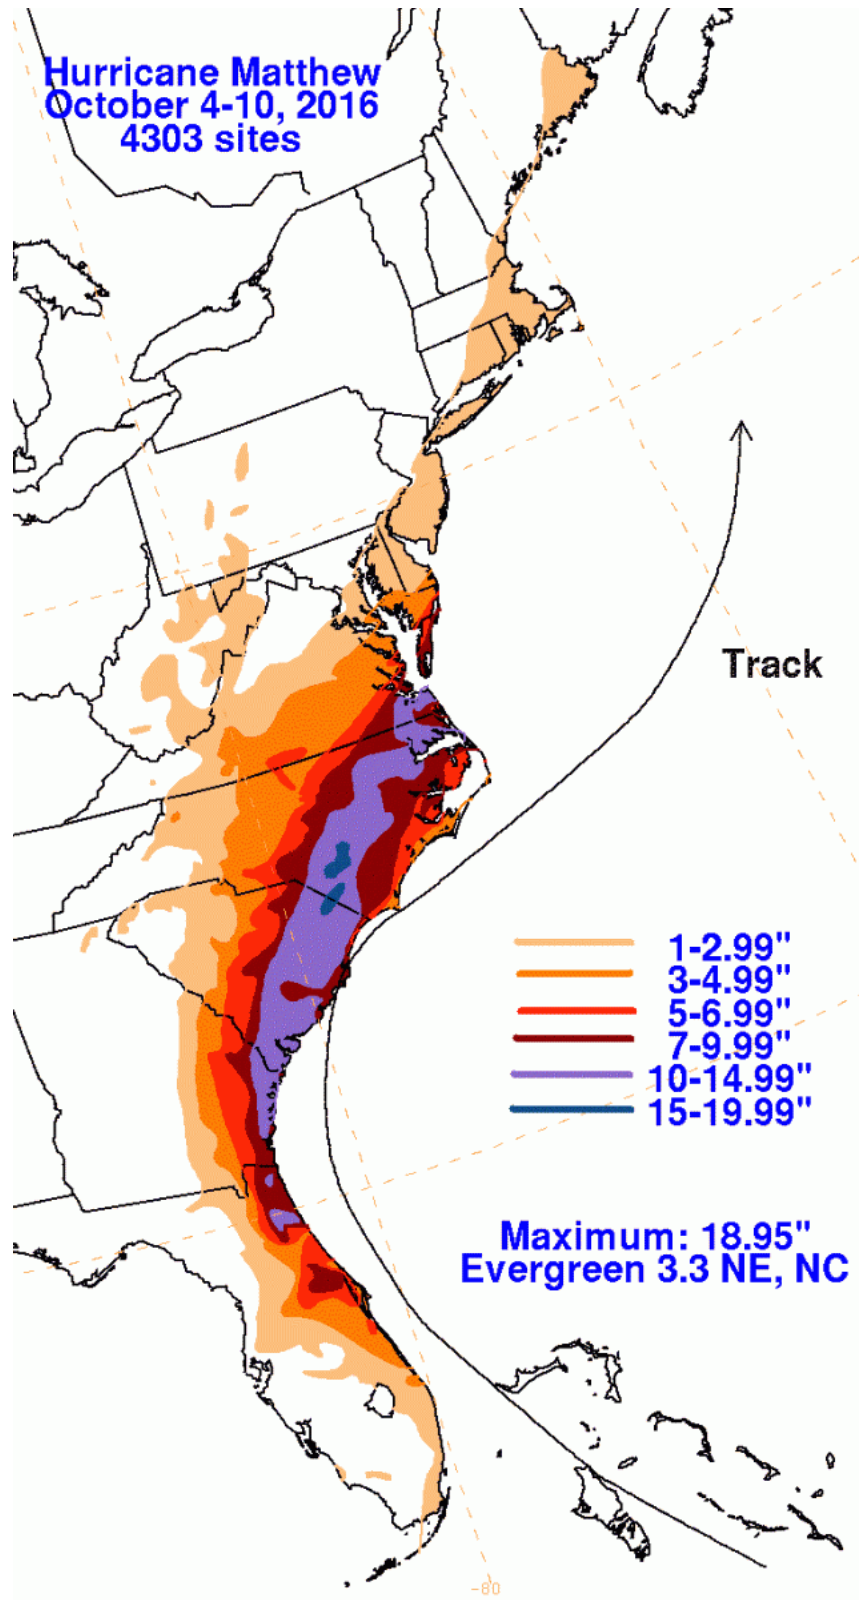 Hurricane Matthew
October 4-10, 2016
4303 sites
Track
1-2.99"
3-4.99"
5-6.99"
7-9.99"
10-14.99"
15-19.99"
Maximum: 18.95"
Evergreen 3.3 NE, NC
-80